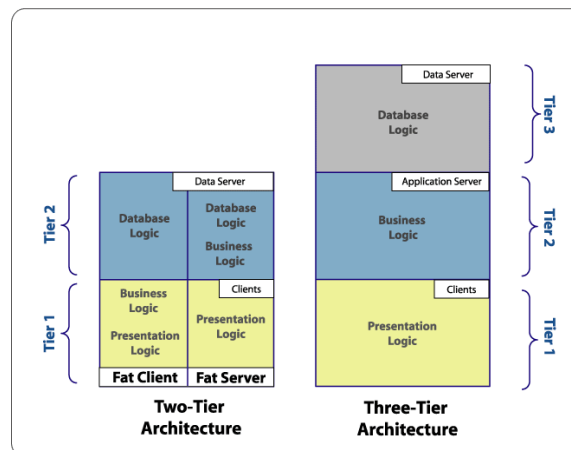 Data Server
Database
Logic
Tier 3
Data Server
Database
Logic
Database
Logic
Business
Logic
Tier 2
Application Server
Business
Logic
Tier 2
Clients
Business
Logic
Presentation
Logic
Presentation
Logic
Tier 1
Fat Client
Fat Server
Clients
Presentation
Logic
Tier 1
Two-Tier
Architecture
Three-Tier
Architecture